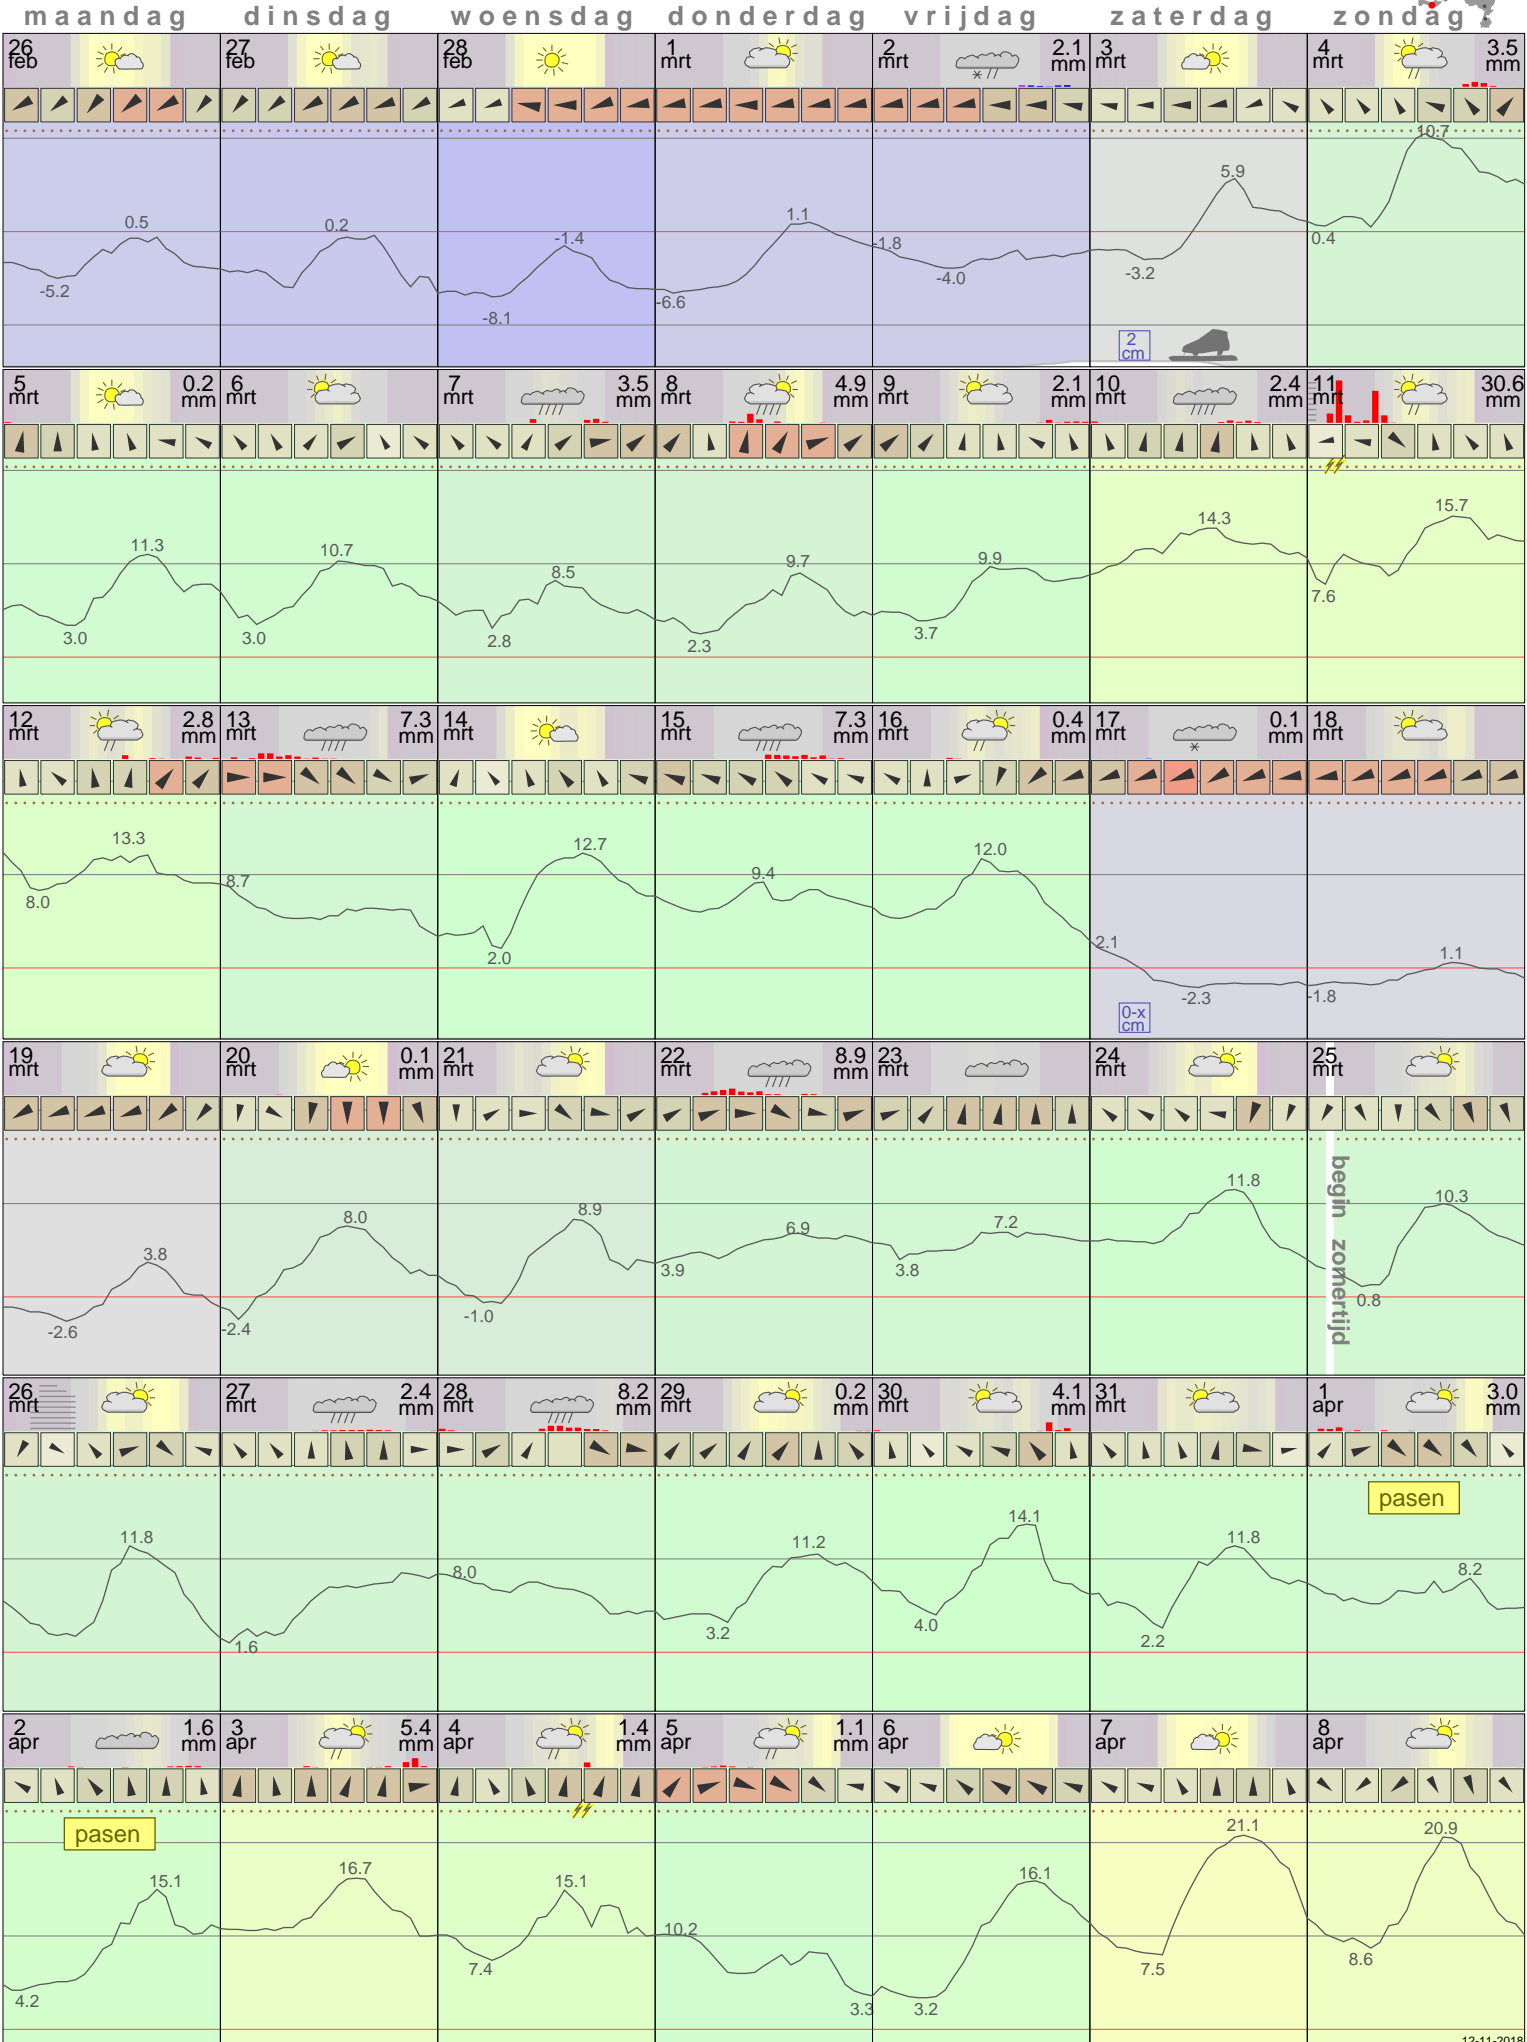 maandag dinsdag woensdag donderdag vrijdag zaterdag zondag
26 feb 27 feb 28 feb 1 mrt 2 mrt 2.1 mm 3 mrt 4 mrt 3.5 mm
0.5 -5.2 0.2 -1.4 -8.1 1.1 -6.6 -1.8 -4.0 5.9 -3.2 10.7 0.4
2 cm
5 mrt 0.2 mm 6 mrt 7 mrt 3.5 mm 8 mrt 4.9 mm 9 mrt 2.1 mm 10 mrt 2.4 mm 11 mrt 30.6
11.3 3.0 10.7 3.0 8.5 2.8 9.7 2.3 9.9 3.7 14.3 15.7 7.6
12 mrt 2.8 mm 13 mrt 7.3 mm 14 mrt 15 mrt 7.3 mm 16 mrt 0.4 mm 17 mrt 0.1 mm 18 mrt
13.3 8.0 8.7 12.7 2.0 9.4 12.0 2.1 -2.3 1.1 -1.8
0-x cm
19 mrt 20 mrt 0.1 mm 21 mrt 22 mrt 8.9 mm 23 mrt 24 mrt 25 mrt
3.8 -2.6 8.0 -2.4 8.9 -1.0 6.9 3.9 7.2 3.8 11.8 10.3 0.8
begin zomertijd
26 mrt 27 mrt 2.4 mm 28 mrt 8.2 mm 29 mrt 0.2 mm 30 mrt 4.1 mm 31 mrt 1 apr 3.0 mm
pasen
11.8 1.6 8.0 11.2 3.2 14.1 4.0 11.8 2.2 8.2
2 apr 1.6 mm 3 apr 5.4 mm 4 apr 1.4 mm 5 apr 1.1 mm 6 apr 7 apr 8 apr
pasen
15.1 4.2 16.7 15.1 7.4 10.2 3.3 16.1 3.2 21.1 7.5 20.9 8.6
12-11-2018